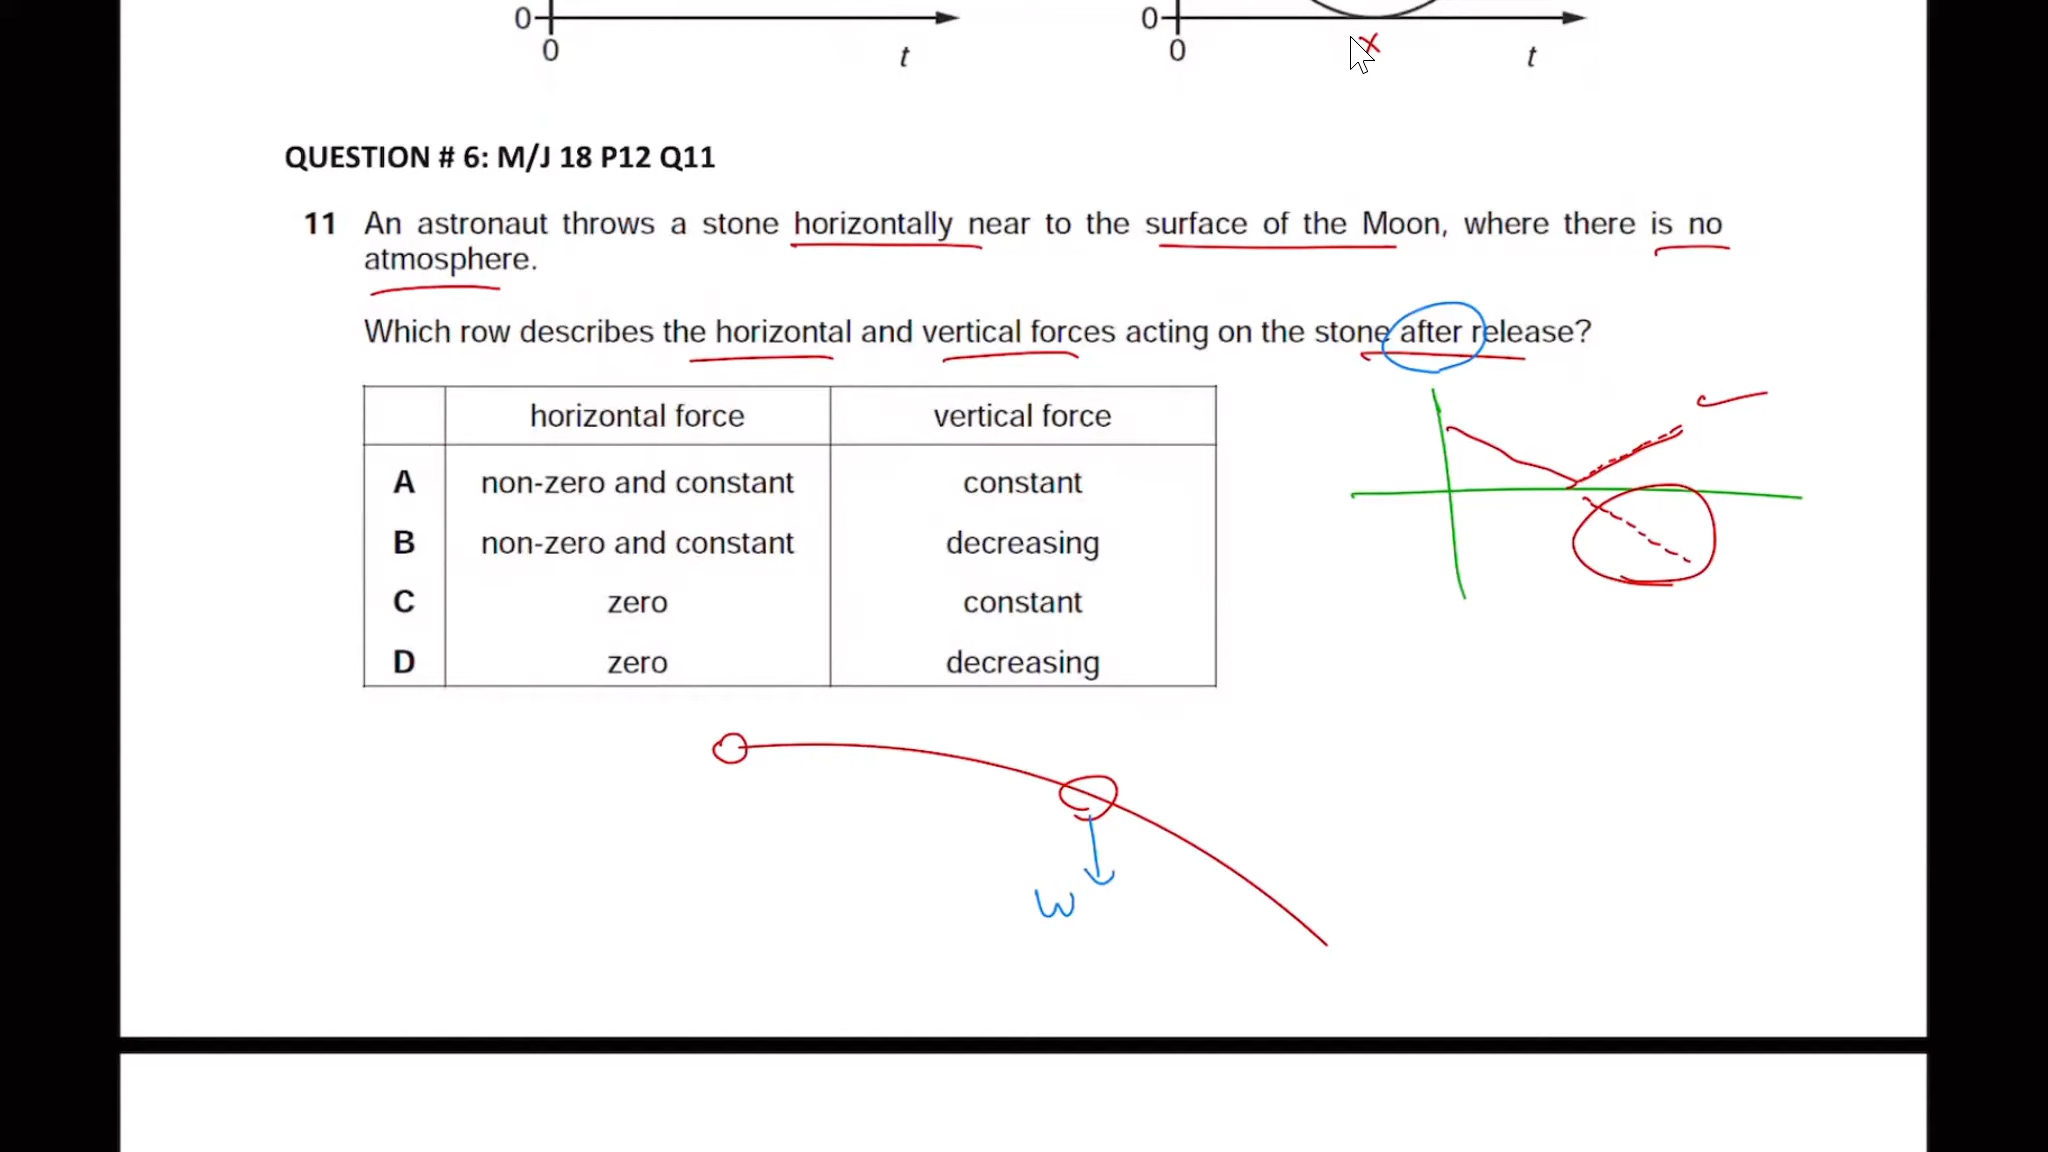 0
0
t
0
0
x
t
QUESTION # 6: M/J 18 P12 Q11
11 An astronaut throws a stone horizontally near to the surface of the Moon, where there is no
atmosphere.
Which row describes the horizontal and vertical forces acting on the stone after release?
horizontal force vertical force
A non-zero and constant constant
B non-zero and constant decreasing
C zero constant
D zero decreasing
W